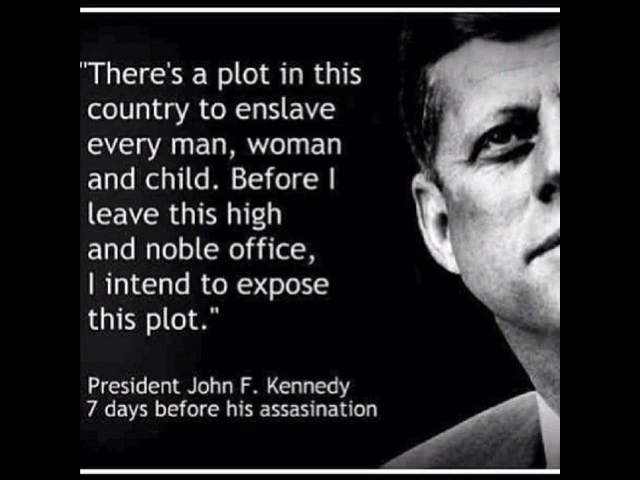 "There's a plot in this
country to enslave
every man, woman
and child. Before I
leave this high
and noble office,
I intend to expose
this plot."
President John F. Kennedy
7 days before his assasination